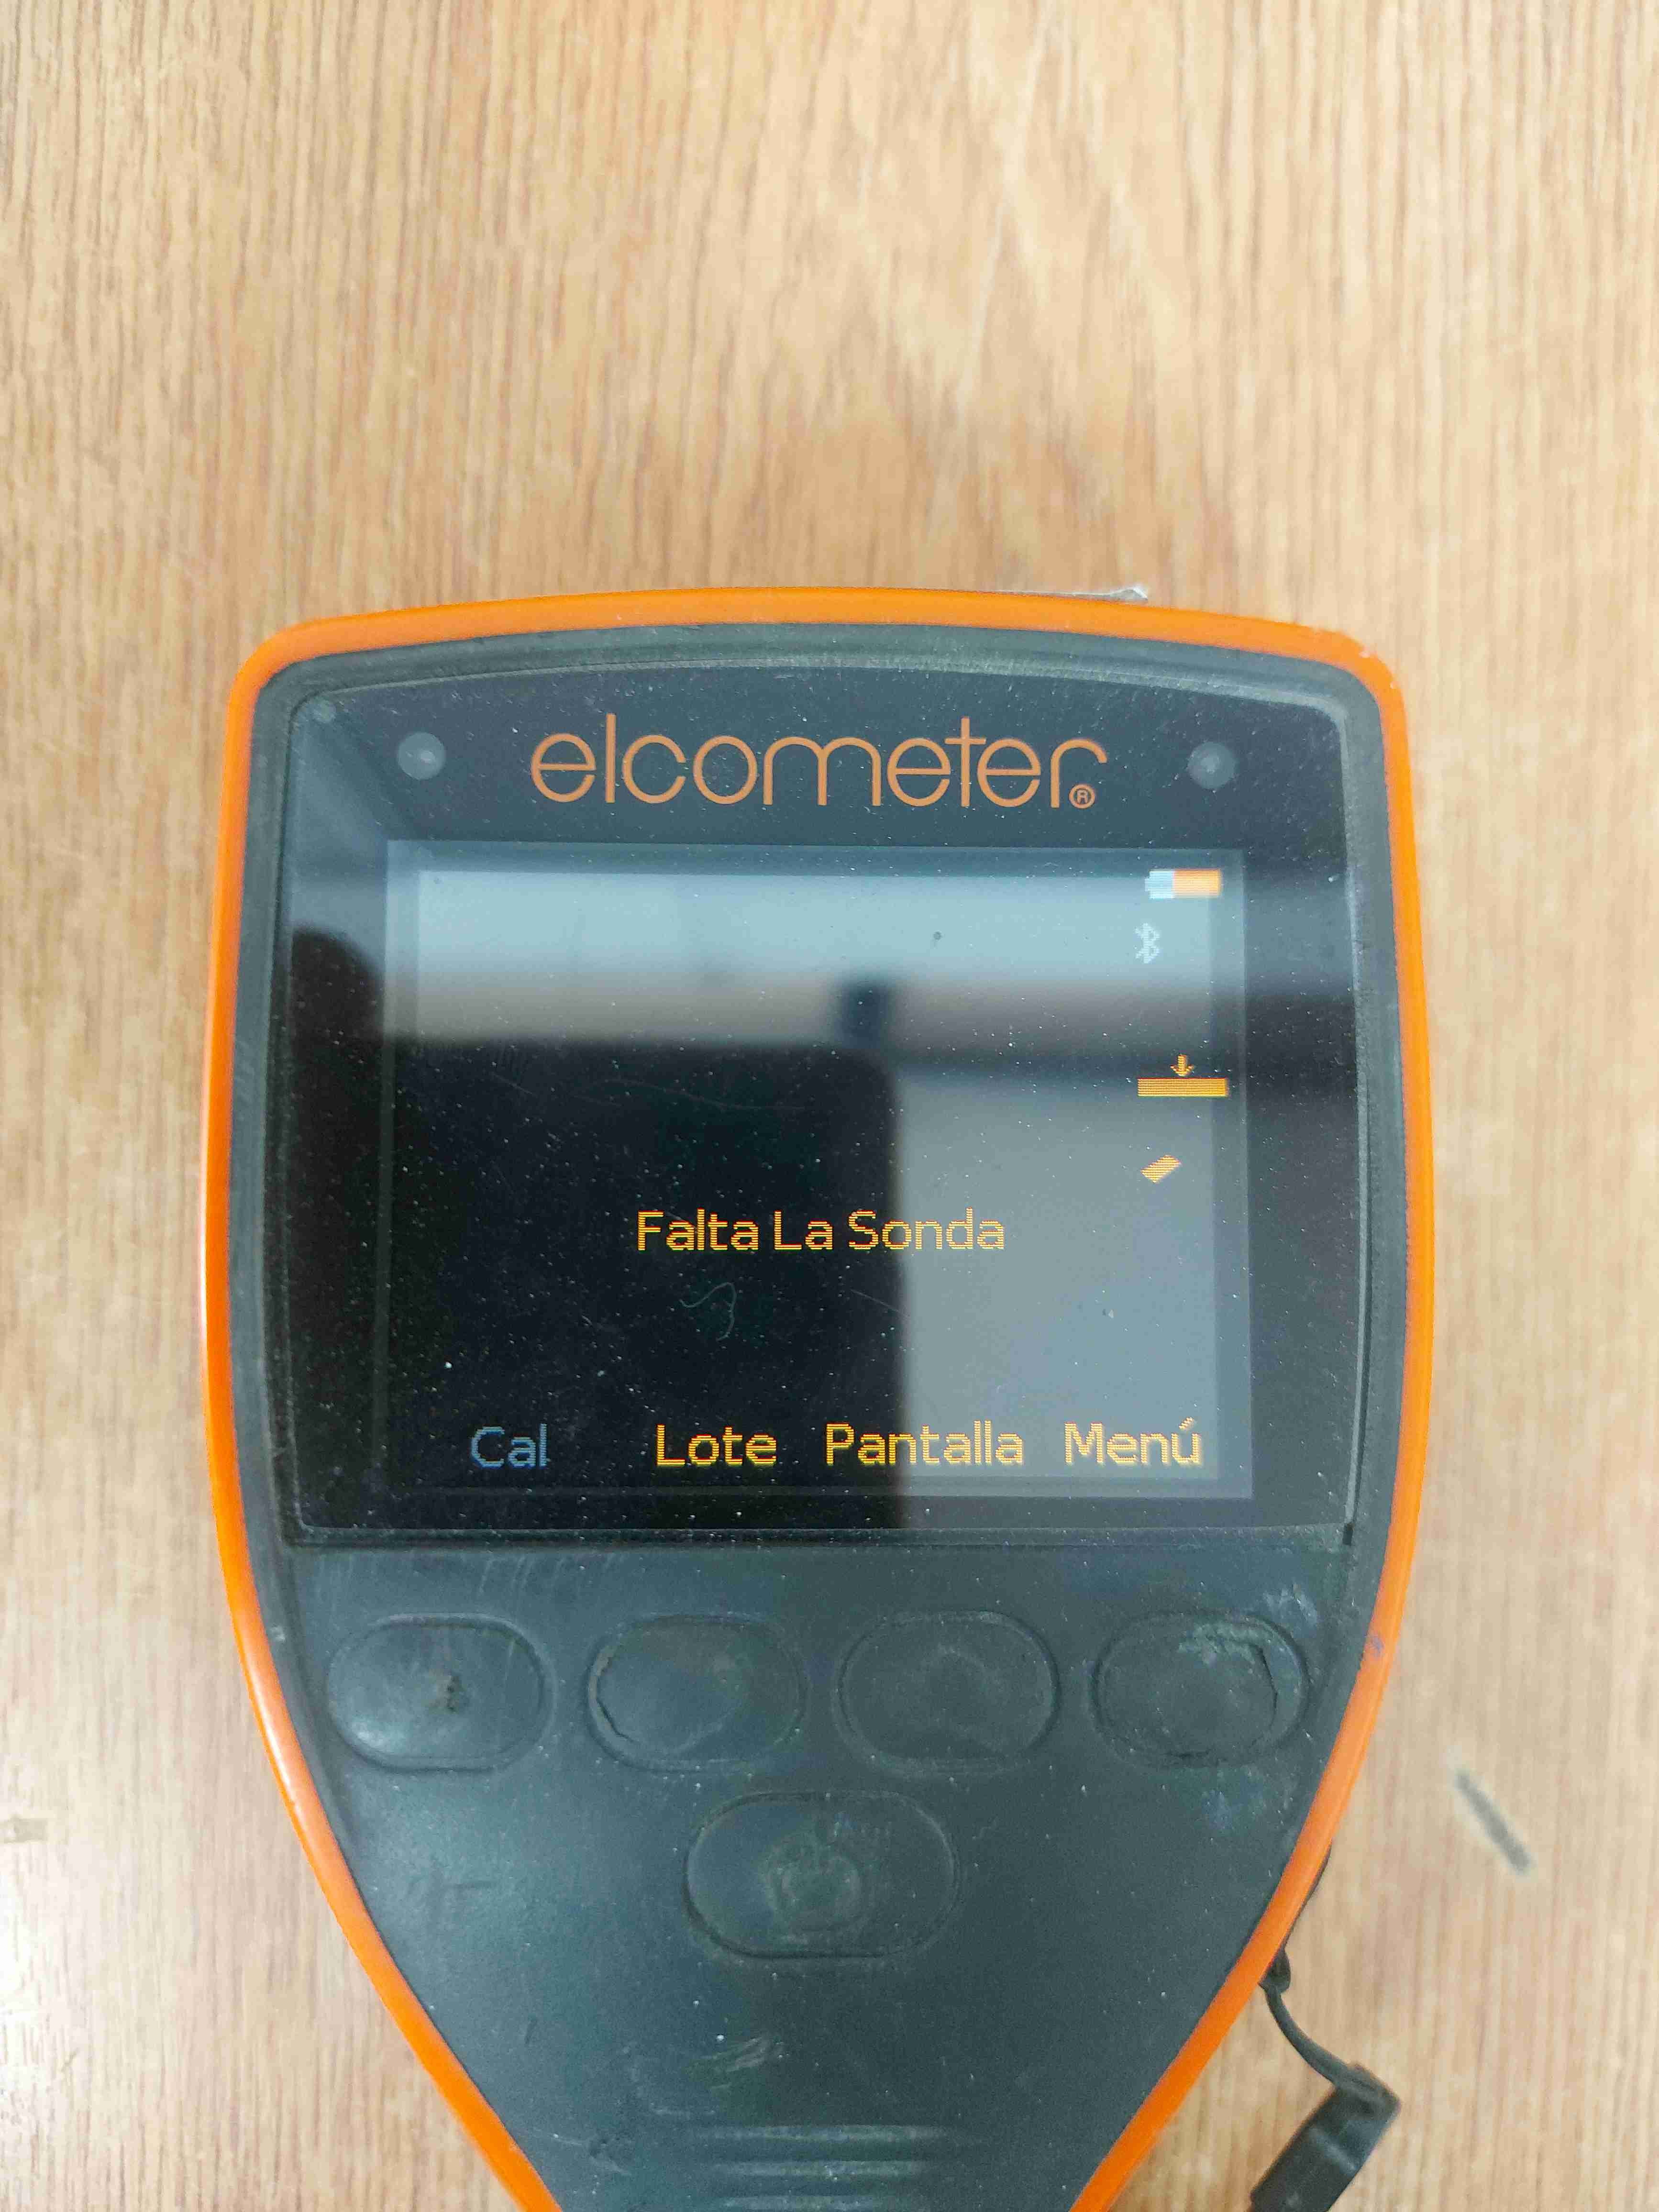 elcometer®
Falta La Sonda
Cal Lote Pantalla Menú